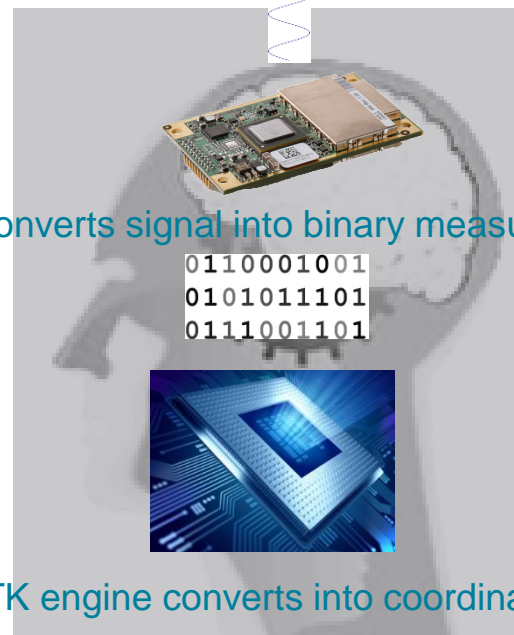 onverts signal into binary measu
0110001001
0101011101
0111001101
TK engine converts into coordina